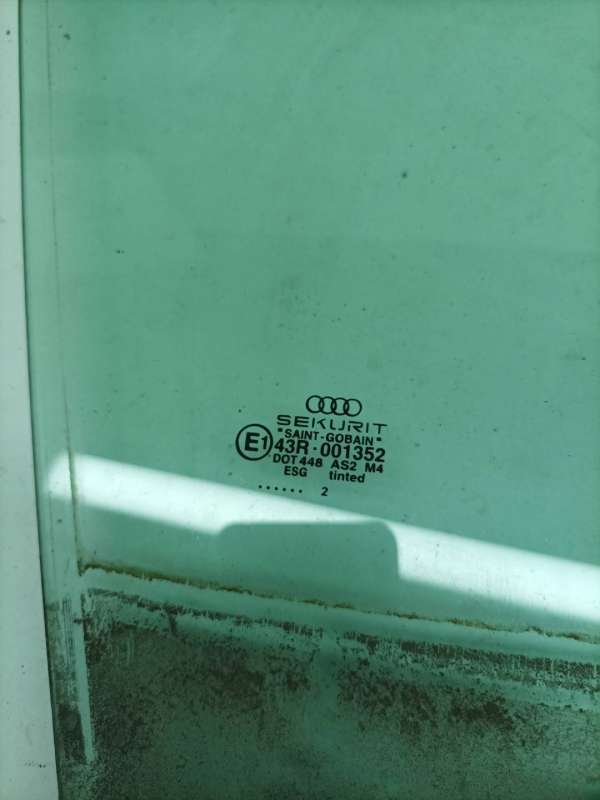 SEKURIT
"SAINT-GOBAIN"
E1 43R-001352
DOT 448 AS2 M4
ESG tinted
...... 2